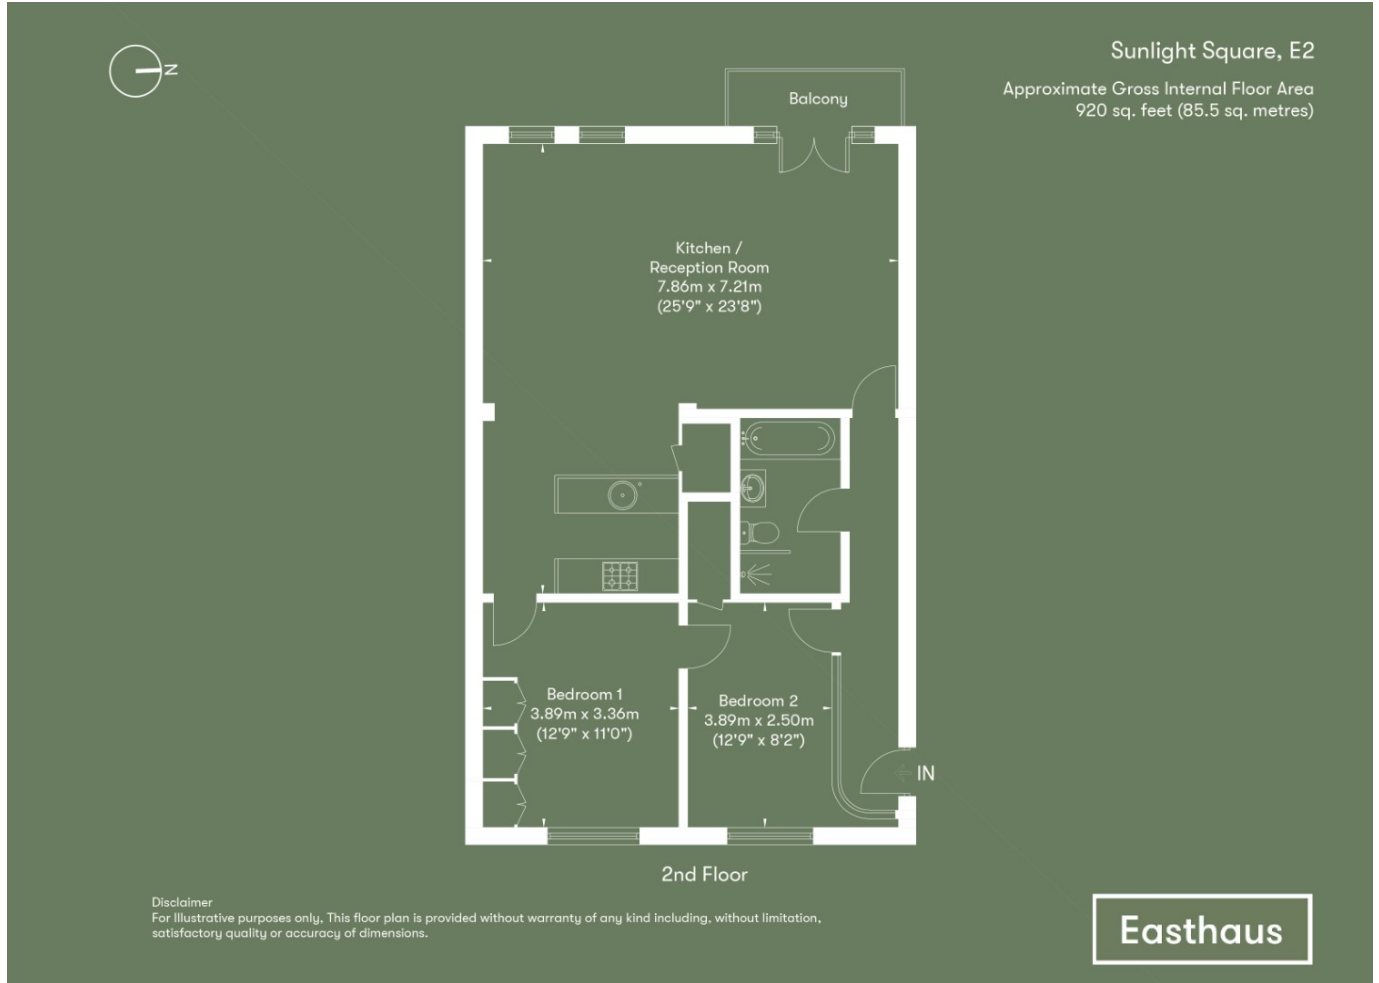 N
Sunlight Square, E2
Approximate Gross Internal Floor Area
920 sq. feet (85.5 sq. metres)
Balcony
Kitchen /
Reception Room
7.86m x 7.21m
(25'9" x 23'8")
Bedroom 1
3.89m x 3.36m
(12'9" x 11'0")
Bedroom 2
3.89m x 2.50m
(12'9" x 8'2")
IN
2nd Floor
Disclaimer
For Illustrative purposes only, This floor plan is provided without warranty of any kind including, without limitation,
satisfactory quality or accuracy of dimensions.
Easthaus